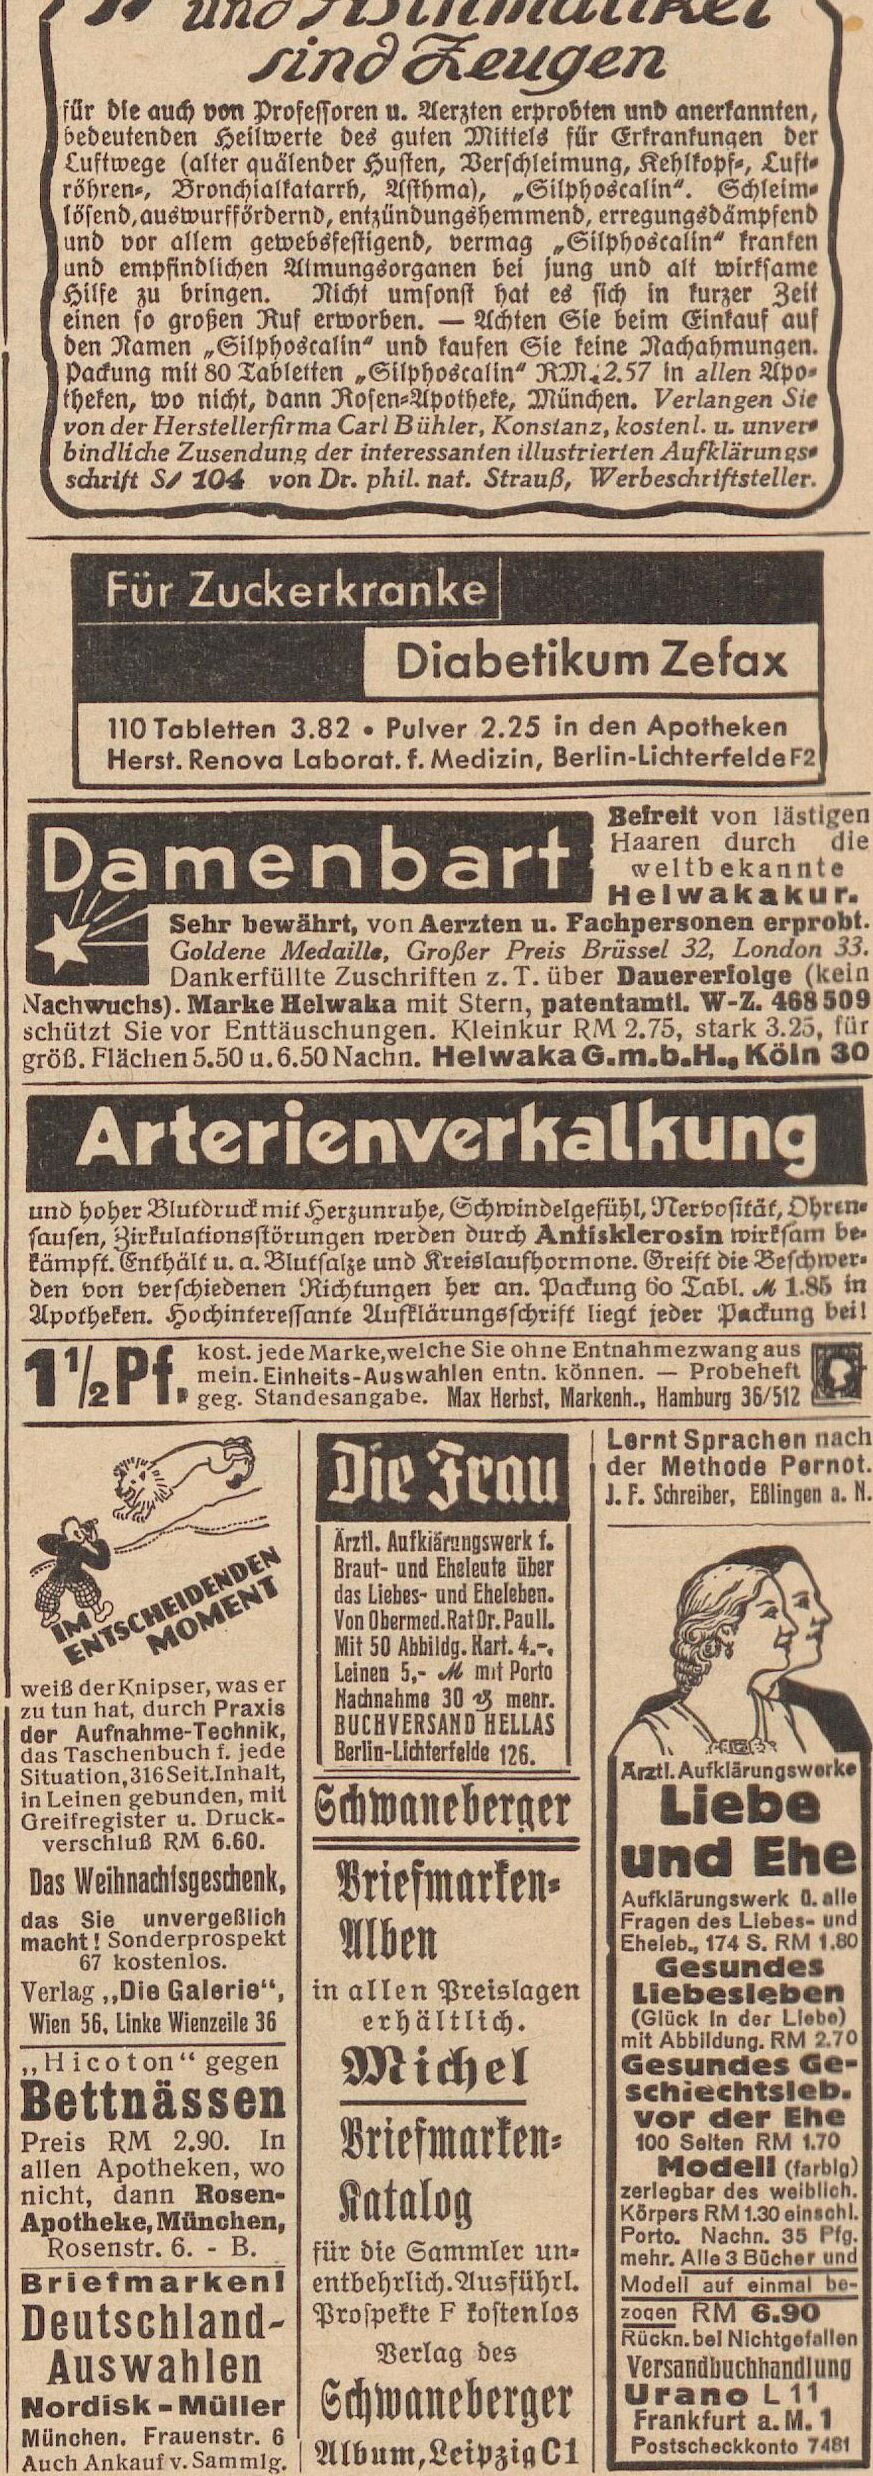 und Asthmatiker
sind Zeugen
für die auch von Professoren u. Aerzten erprobten und anerkannten,
bedeutenden Heilwerte des guten Mittels für Erkrankungen der
Luftwege (alter quälender Husten, Verschleimung, Kehlkopf-, Luft-
röhren-, Bronchialkatarrh, Asthma), „Silphoscalin“. Schleim-
lösend, auswurffördernd, entzündungshemmend, erregungsdämpfend
und vor allem gewebsfestigend, vermag „Silphoscalin“ kranken
und empfindlichen Atmungsorganen bei jung und alt wirksame
Hilfe zu bringen. Nicht umsonst hat es sich in kurzer Zeit
einen so großen Ruf erworben. — Achten Sie beim Einkauf auf
den Namen „Silphoscalin“ und kaufen Sie keine Nachahmungen.
Packung mit 80 Tabletten „Silphoscalin“ RM. 2.57 in allen Apo-
theken, wo nicht, dann Rosen-Apotheke, München. Verlangen Sie
von der Herstellerfirma Carl Bühler, Konstanz, kostenl. u. unver-
bindliche Zusendung der interessanten illustrierten Aufklärungs-
schrift S/ 104 von Dr. phil. nat. Strauß, Werbeschriftsteller.
Für Zuckerkranke
Diabetikum Zefax
110 Tabletten 3.82 • Pulver 2.25 in den Apotheken
Herst. Renova Laborat. f. Medizin, Berlin-Lichterfelde F2
Damenbart
Befreit von lästigen
Haaren durch die
weltbekannte
Helwakakur.
Sehr bewährt, von Aerzten u. Fachpersonen erprobt.
Goldene Medaille, Großer Preis Brüssel 32, London 33.
Dankerfüllte Zuschriften z. T. über Dauererfolge (kein
Nachwuchs). Marke Helwaka mit Stern, patentamtl. W-Z. 468 509
schützt Sie vor Enttäuschungen. Kleinkur RM 2.75, stark 3.25, für
größ. Flächen 5.50 u. 6.50 Nachn. Helwaka G.m.b.H., Köln 30
Arterienverkalkung
und hoher Blutdruck mit Herzunruhe, Schwindelgefühl, Nervosität, Ohren-
sausen, Zirkulationsstörungen werden durch Antisklerosin wirksam be-
kämpft. Enthält u. a. Blutsalze und Kreislaufhormone. Greift die Beschwer-
den von verschiedenen Richtungen her an. Packung 60 Tabl. M 1.85 in
Apotheken. Hochinteressante Aufklärungsschrift liegt jeder Packung bei!
1½ Pf.
kost. jede Marke, welche Sie ohne Entnahmezwang aus
mein. Einheits-Auswahlen entn. können. — Probeheft
geg. Standesangabe. Max Herbst, Markenh., Hamburg 36/512
IM
ENTSCHEIDENDEN
MOMENT
weiß der Knipser, was er
zu tun hat, durch Praxis
der Aufnahme-Technik,
das Taschenbuch f. jede
Situation, 316 Seit. Inhalt,
in Leinen gebunden, mit
Greifregister u. Druck-
verschluß RM 6.60.
Das Weihnachtsgeschenk,
das Sie unvergeßlich
macht! Sonderprospekt
67 kostenlos.
Verlag „Die Galerie“,
Wien 56, Linke Wienzeile 36
„Hicoton“ gegen
Bettnässen
Preis RM 2.90. In
allen Apotheken, wo
nicht, dann Rosen-
Apotheke, München,
Rosenstr. 6. - B.
Briefmarken!
Deutschland-
Auswahlen
Nordisk-Müller
München. Frauenstr. 6
Auch Ankauf v. Sammlg.
Die Frau
Ärztl. Aufklärungswerk f.
Braut- und Eheleute über
das Liebes- und Eheleben.
Von Obermed.Rat Dr. Paull.
Mit 50 Abbildg. Kart. 4.-,
Leinen 5,- M mit Porto
Nachnahme 30 ₰ mehr.
BUCHVERSAND HELLAS
Berlin-Lichterfelde 126.
Schwaneberger
Briefmarken-
Alben
in allen Preislagen
erhältlich.
Michel
Briefmarken-
Katalog
für die Sammler un-
entbehrlich. Ausführl.
Prospekte F kostenlos
Verlag des
Schwaneberger
Album, Leipzig C1
Lernt Sprachen nach
der Methode Pernot.
J. F. Schreiber, Eßlingen a. N.
Ärztl. Aufklärungswerke
Liebe
und Ehe
Aufklärungswerk ü. alle
Fragen des Liebes- und
Eheleb., 174 S. RM 1.80
Gesundes
Liebesleben
(Glück in der Liebe)
mit Abbildung. RM 2.70
Gesundes Ge-
schlechtsleb.
vor der Ehe
100 Seiten RM 1.70
Modell (farbig)
zerlegbar des weiblich.
Körpers RM 1.30 einschl.
Porto. Nachn. 35 Pfg.
mehr. Alle 3 Bücher und
Modell auf einmal be-
zogen RM 6.90
Rückn. bei Nichtgefallen
Versandbuchhandlung
Urano L 11
Frankfurt a. M. 1
Postscheckkonto 7481